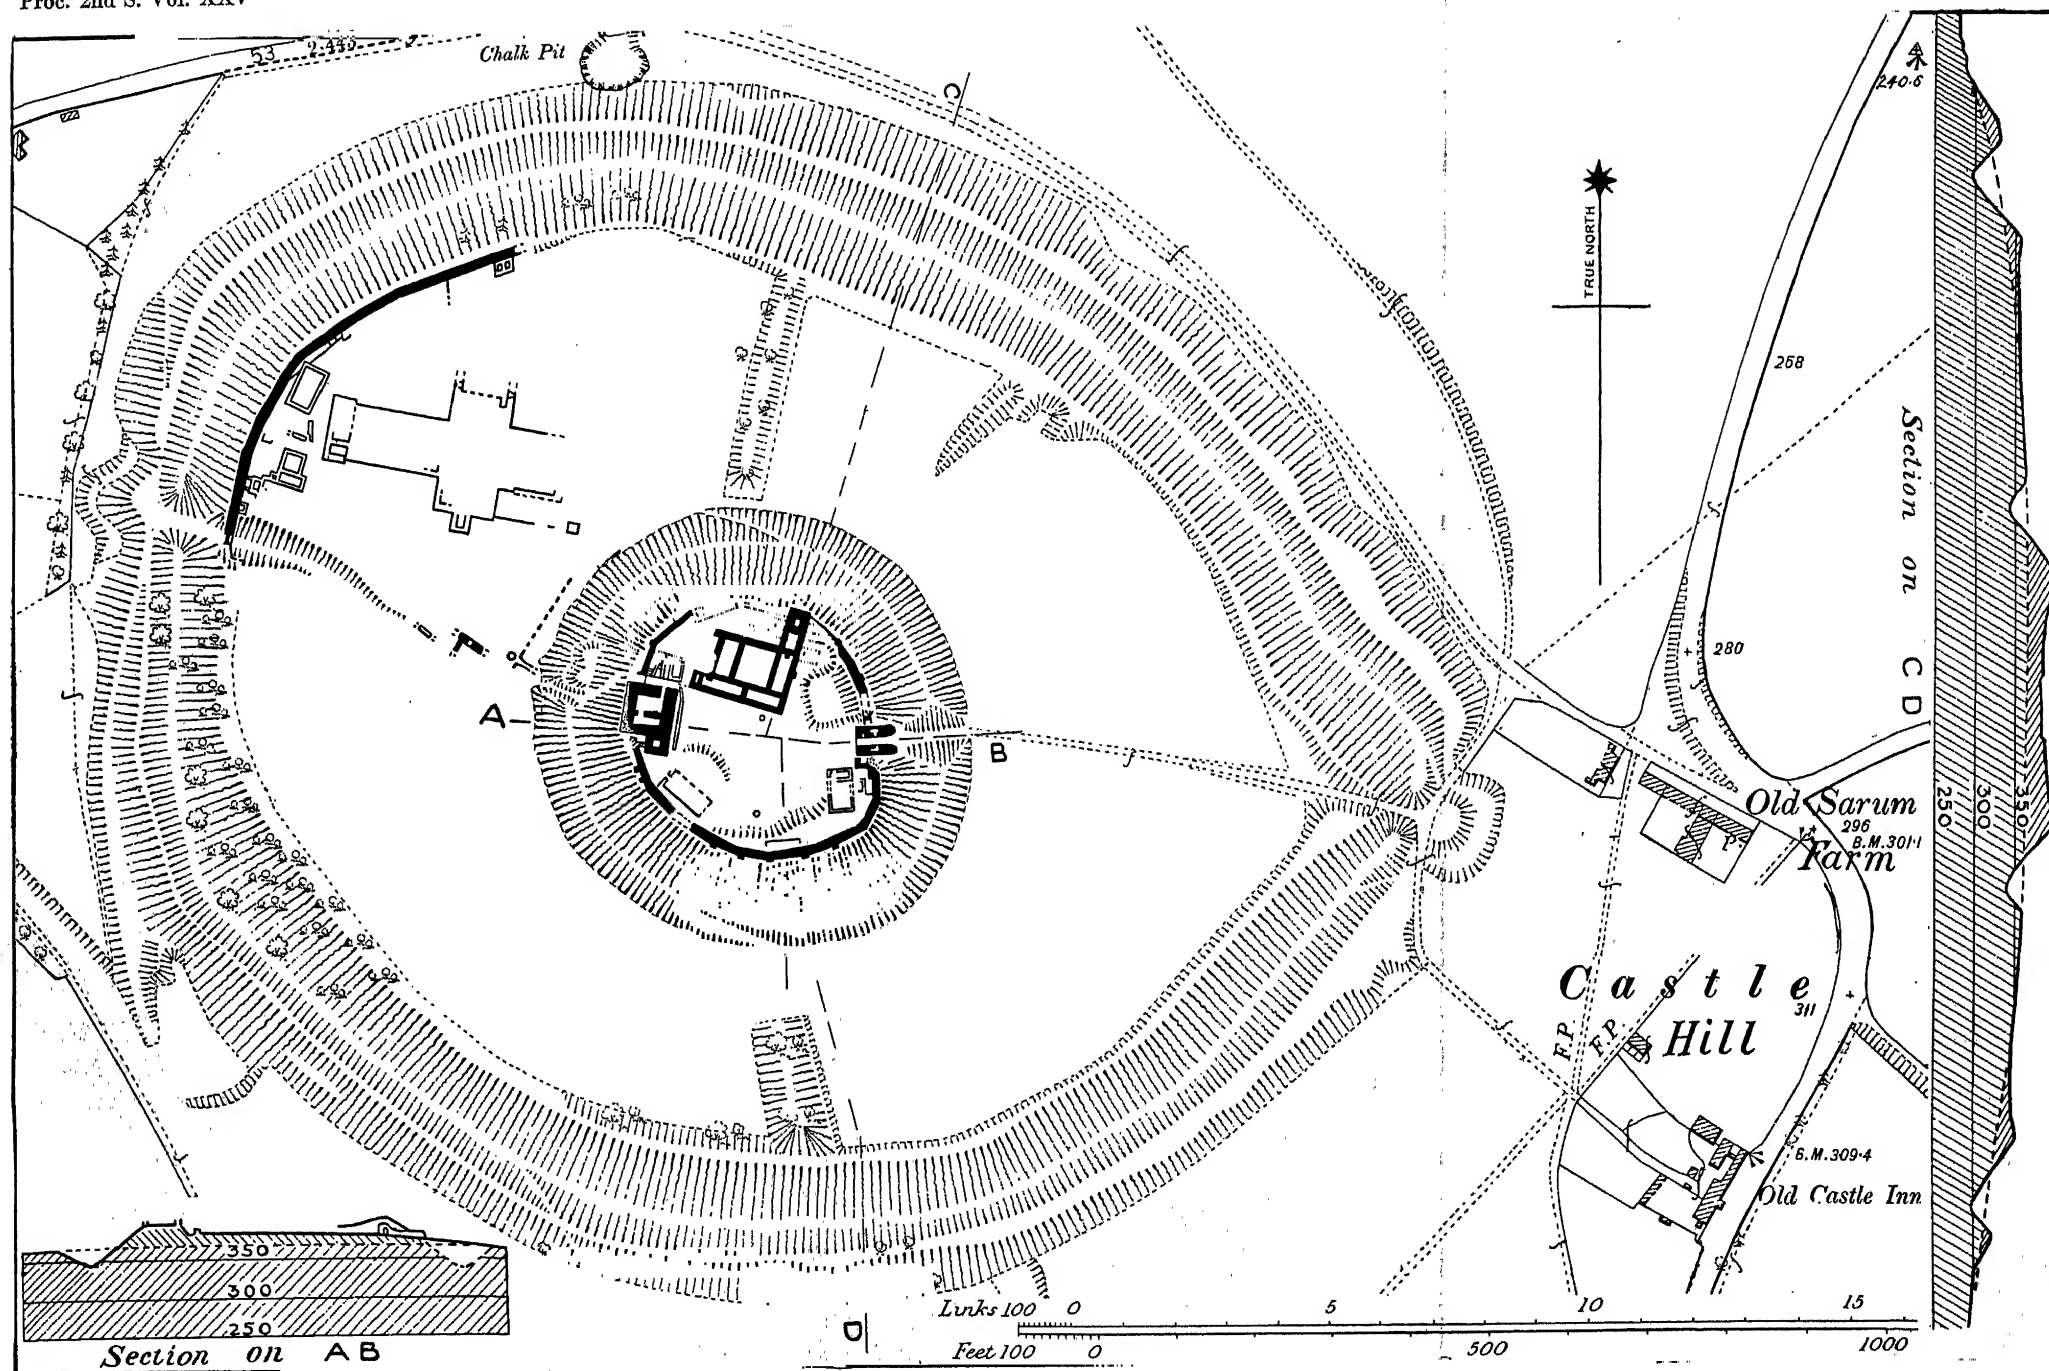 Proc. 2nd S. Vol. XXV
53 2·445
Chalk Pit
C
240·6
TRUE NORTH
268
Section on C D
280
A
B
Old Sarum
296
B.M. 301·1
Farm
P
250
300
350
Castle
311
Hill
F.P.
F.P.
B.M. 309·4
Old Castle Inn
350
300
250
Section on A B
D
Links 100 0 5 10 15
Feet 100 0 500 1000